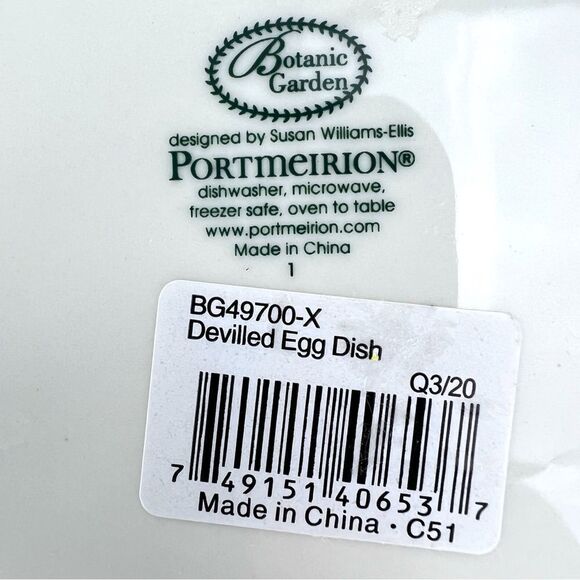 Botanic
Garden
designed by Susan Williams-Ellis
PORTMEIRION®
dishwasher, microwave,
freezer safe, oven to table
www.portmeirion.com
Made in China
1
BG49700-X
Devilled Egg Dish
Q3/20
7 49151 40653 7
Made in China · C51